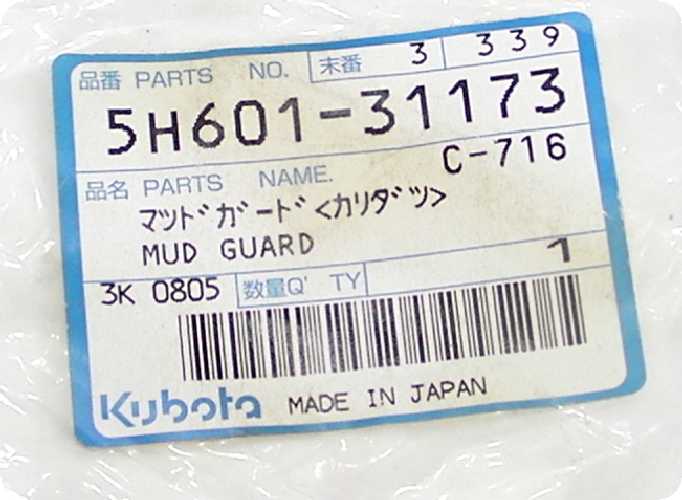 品番 PARTS NO. 末番 3 339
5H601-31173
C-716
品名 PARTS NAME.
マッドガード<カリダツ>
MUD GUARD
1
3K 0805 数量Q' TY
Kubota MADE IN JAPAN